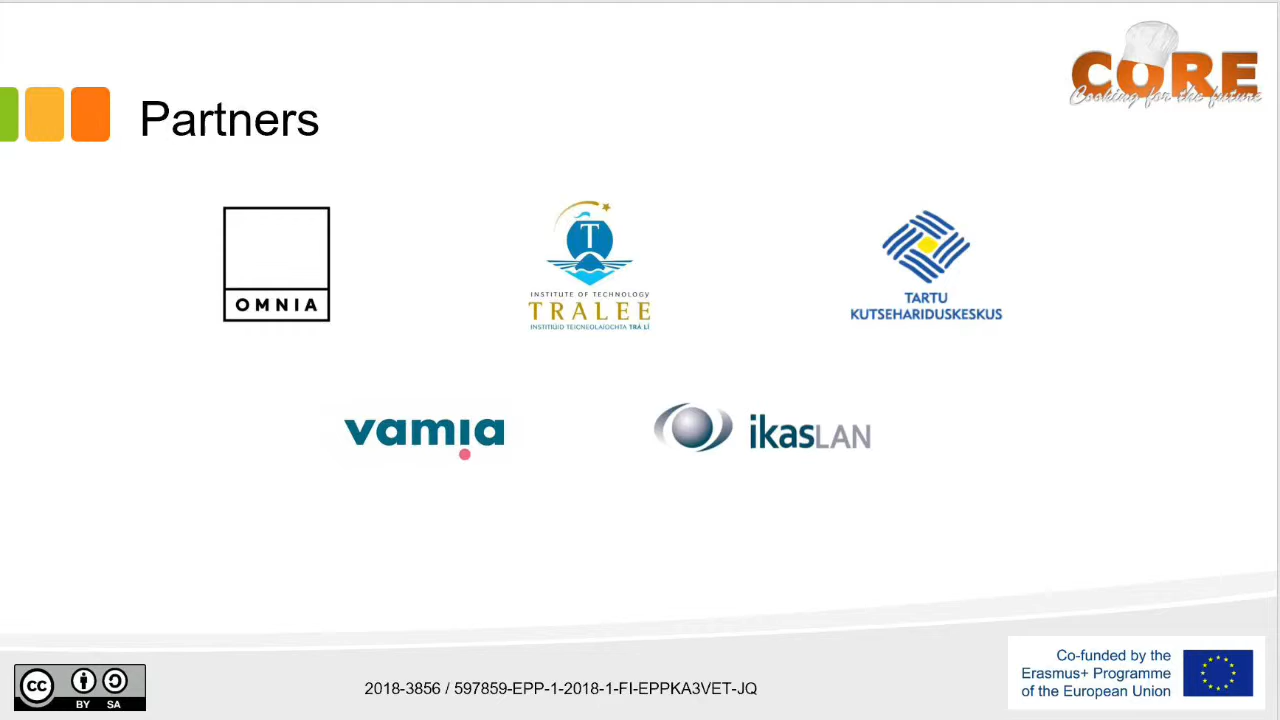 CORE
Cooking for the future
Partners
OMNIA
T
INSTITUTE OF TECHNOLOGY
TRALEE
INSTITIÚID TEICNEOLAÍOCHTA TRÁ LÍ
TARTU
KUTSEHARIDUSKESKUS
vamia
ikasLAN
cc
BY SA
2018-3856 / 597859-EPP-1-2018-1-FI-EPPKA3VET-JQ
Co-funded by the
Erasmus+ Programme
of the European Union